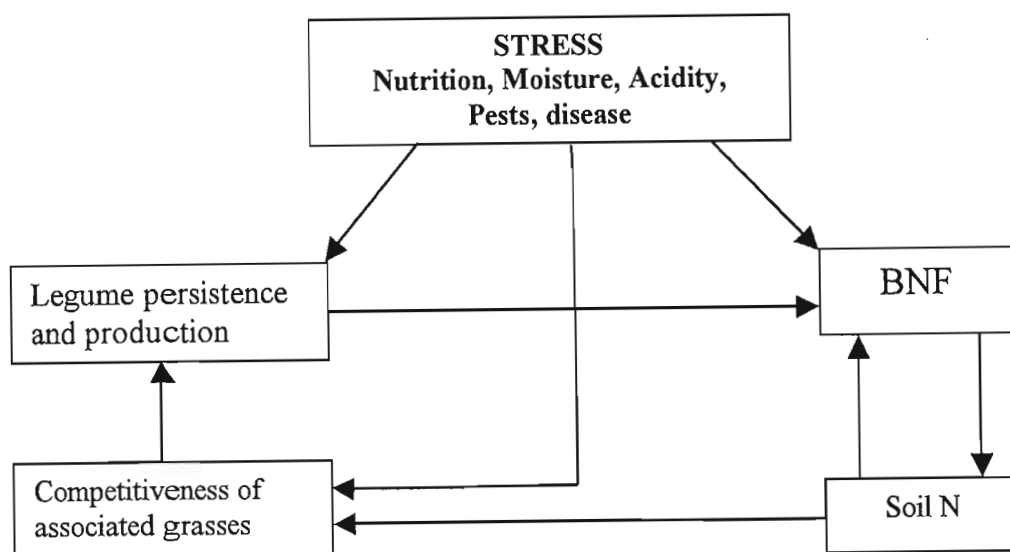 STRESS
Nutrition, Moisture, Acidity,
Pests, disease
Legume persistence
and production
BNF
Competitiveness of
associated grasses
Soil N